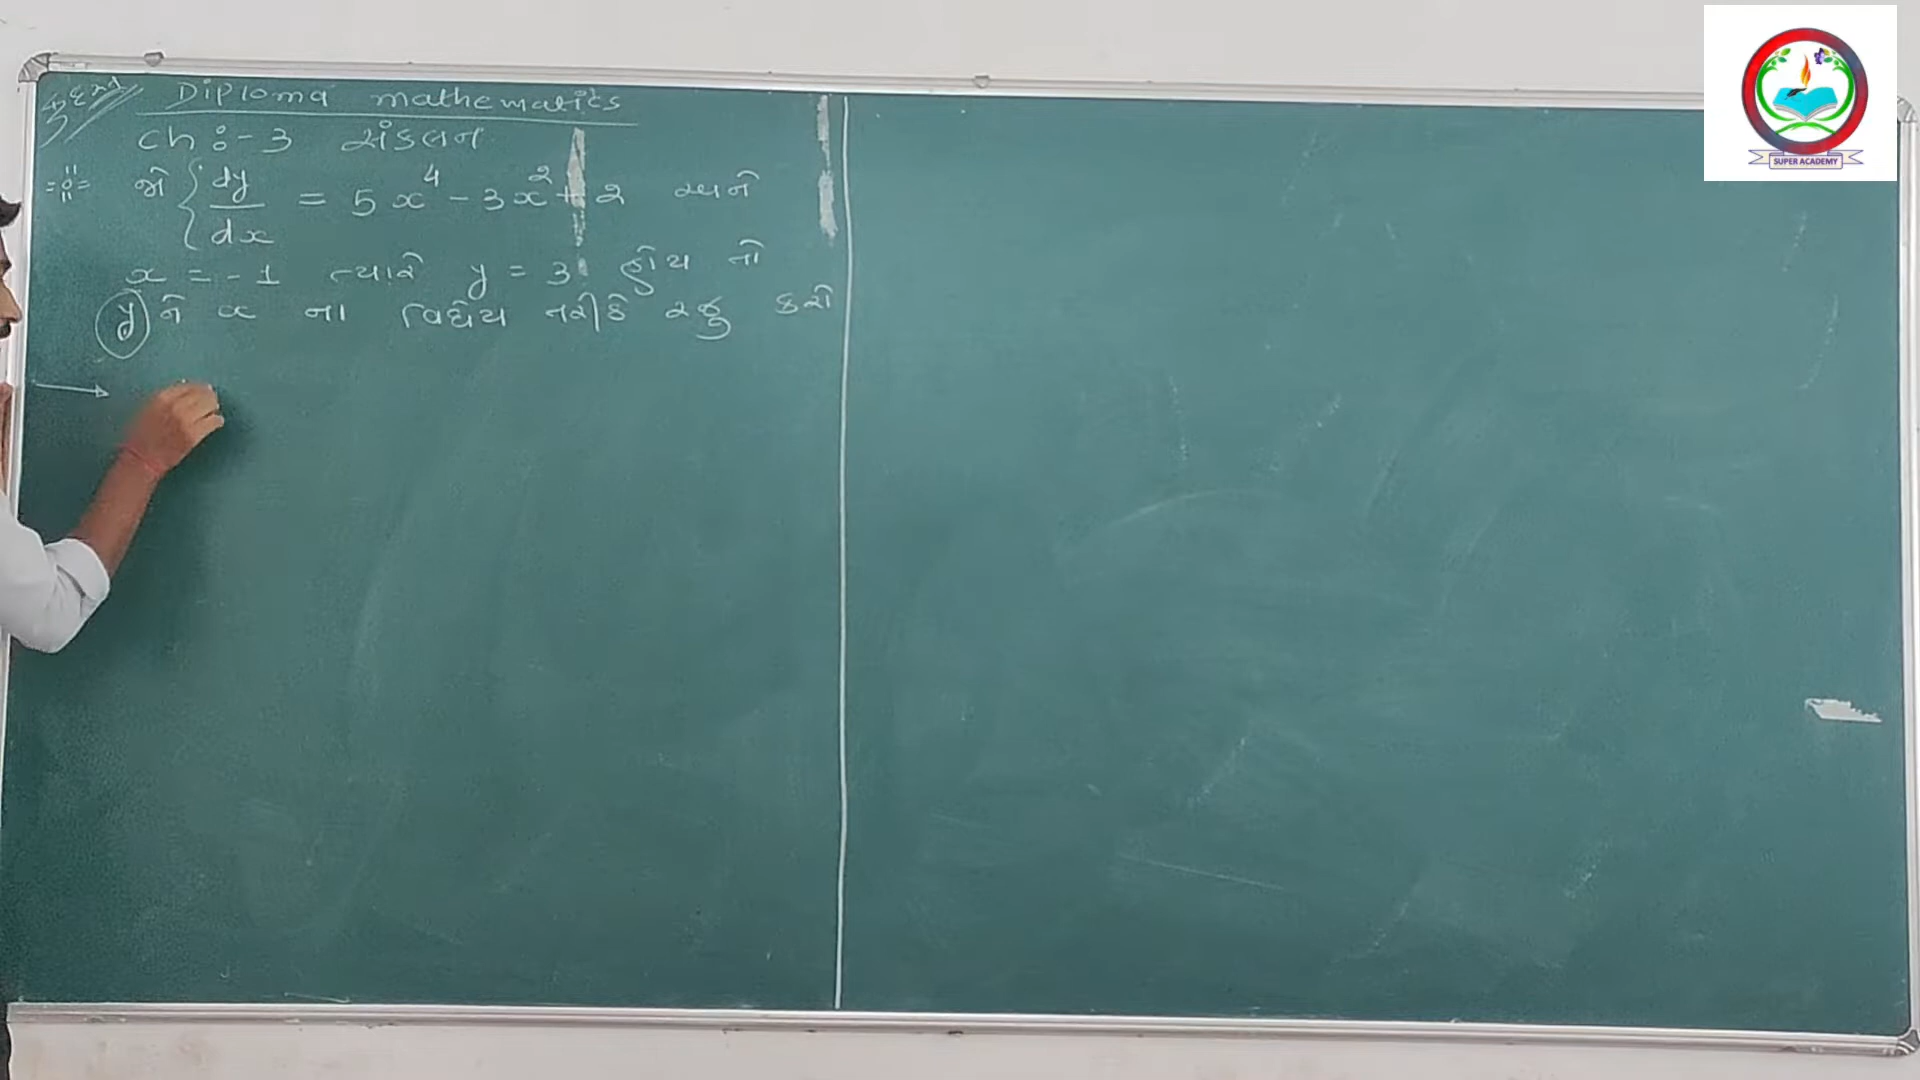 Diploma mathematics
ch:-3 સંકલન
જો dy/dx = 5x⁴ - 3x² + 2 અને
x = -1 ત્યારે y = 3 હોય તો
y ને x ના વિધેય તરીકે રજુ કરો
SUPER ACADEMY